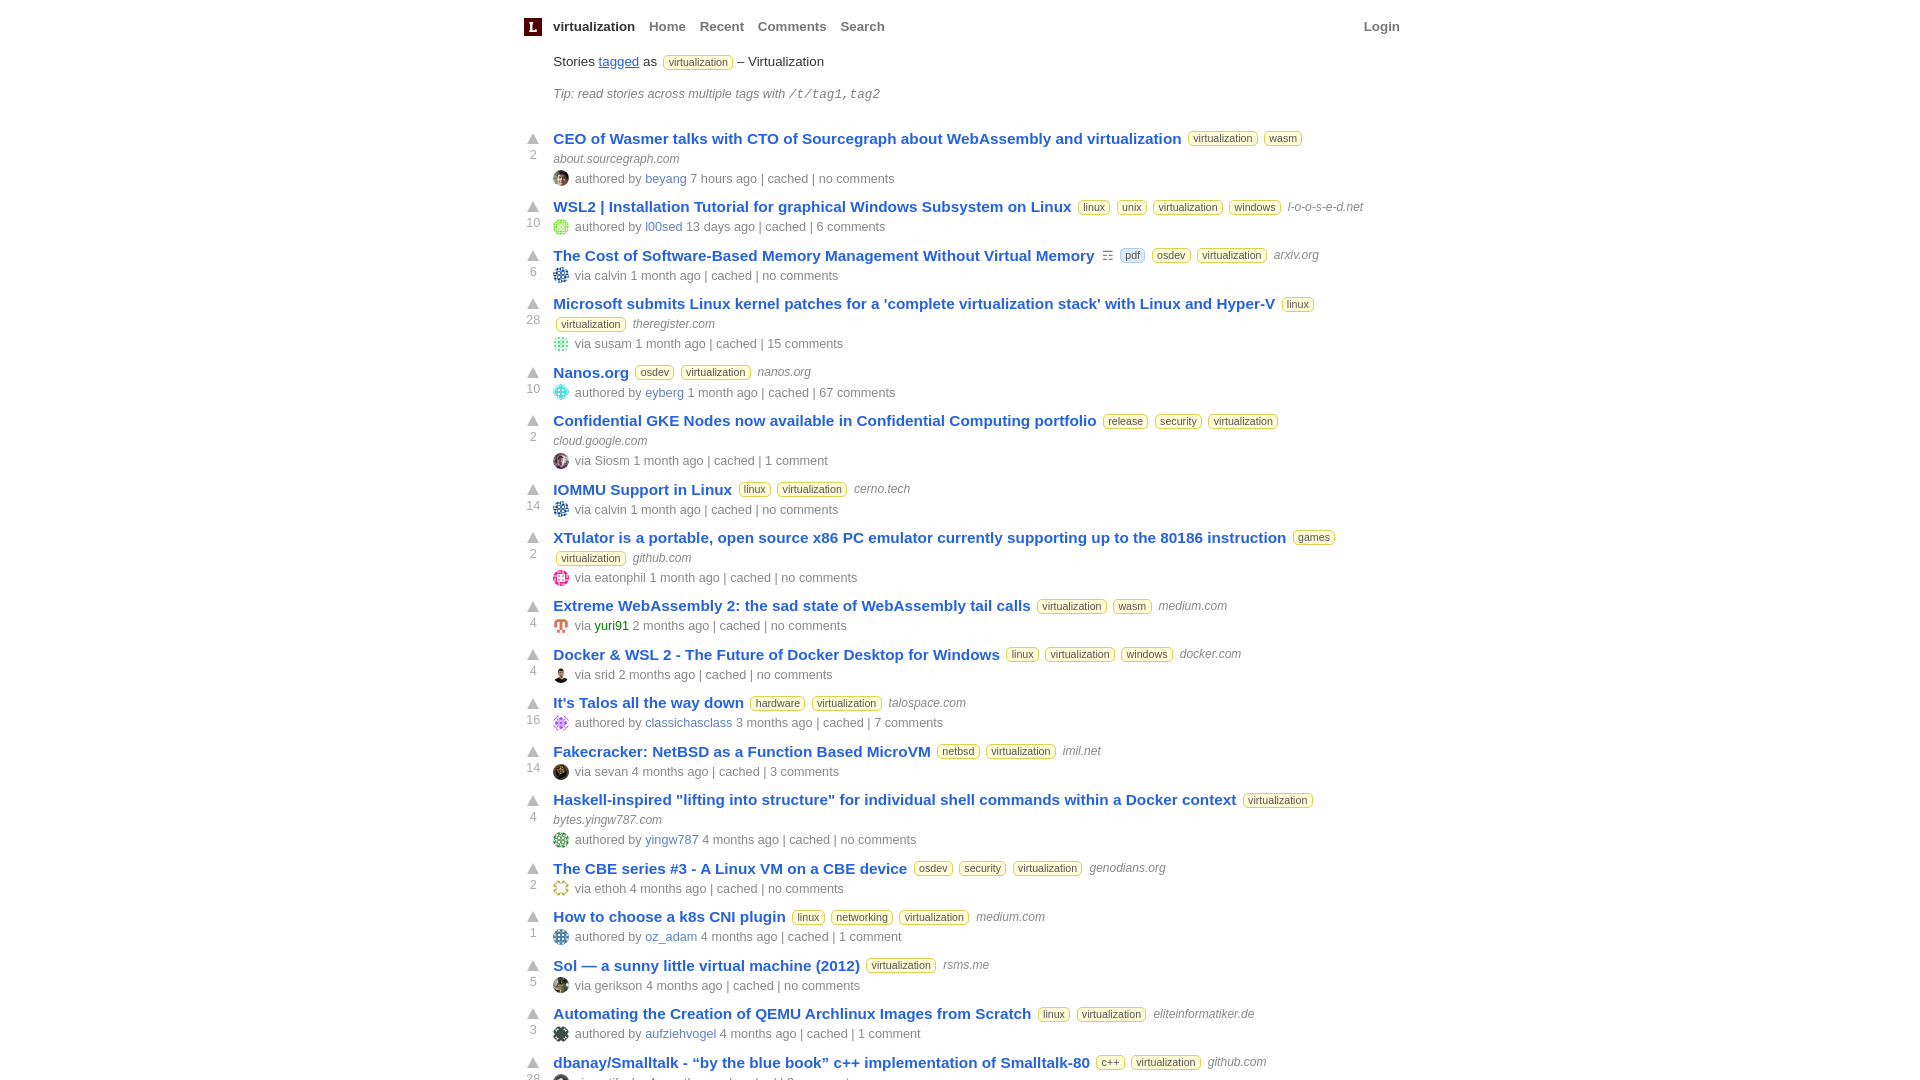 L virtualization Home Recent Comments Search Login
Stories tagged as virtualization – Virtualization
Tip: read stories across multiple tags with /t/tag1,tag2
CEO of Wasmer talks with CTO of Sourcegraph about WebAssembly and virtualization virtualization wasm
2 about.sourcegraph.com
authored by beyang 7 hours ago | cached | no comments
WSL2 | Installation Tutorial for graphical Windows Subsystem on Linux linux unix virtualization windows l-o-o-s-e-d.net
10 authored by l00sed 13 days ago | cached | 6 comments
The Cost of Software-Based Memory Management Without Virtual Memory ☶ pdf osdev virtualization arxiv.org
6 via calvin 1 month ago | cached | no comments
Microsoft submits Linux kernel patches for a 'complete virtualization stack' with Linux and Hyper-V linux
28 virtualization theregister.com
via susam 1 month ago | cached | 15 comments
Nanos.org osdev virtualization nanos.org
10 authored by eyberg 1 month ago | cached | 67 comments
Confidential GKE Nodes now available in Confidential Computing portfolio release security virtualization
2 cloud.google.com
via Siosm 1 month ago | cached | 1 comment
IOMMU Support in Linux linux virtualization cerno.tech
14 via calvin 1 month ago | cached | no comments
XTulator is a portable, open source x86 PC emulator currently supporting up to the 80186 instruction games
2 virtualization github.com
via eatonphil 1 month ago | cached | no comments
Extreme WebAssembly 2: the sad state of WebAssembly tail calls virtualization wasm medium.com
4 via yuri91 2 months ago | cached | no comments
Docker & WSL 2 - The Future of Docker Desktop for Windows linux virtualization windows docker.com
4 via srid 2 months ago | cached | no comments
It's Talos all the way down hardware virtualization talospace.com
16 authored by classichasclass 3 months ago | cached | 7 comments
Fakecracker: NetBSD as a Function Based MicroVM netbsd virtualization imil.net
14 via sevan 4 months ago | cached | 3 comments
Haskell-inspired "lifting into structure" for individual shell commands within a Docker context virtualization
4 bytes.yingw787.com
authored by yingw787 4 months ago | cached | no comments
The CBE series #3 - A Linux VM on a CBE device osdev security virtualization genodians.org
2 via ethoh 4 months ago | cached | no comments
How to choose a k8s CNI plugin linux networking virtualization medium.com
1 authored by oz_adam 4 months ago | cached | 1 comment
Sol — a sunny little virtual machine (2012) virtualization rsms.me
5 via gerikson 4 months ago | cached | no comments
Automating the Creation of QEMU Archlinux Images from Scratch linux virtualization eliteinformatiker.de
3 authored by aufziehvogel 4 months ago | cached | 1 comment
dbanay/Smalltalk - “by the blue book” c++ implementation of Smalltalk-80 c++ virtualization github.com
28